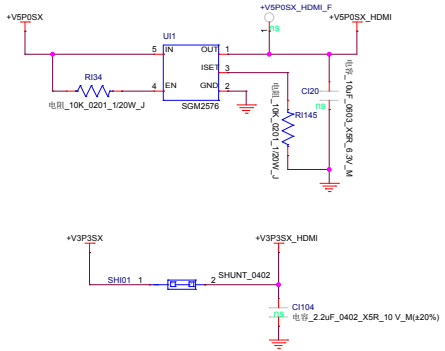 +V5P0SX
+V5P0SX_HDMI_F
+V5P0SX_HDMI
1
ns
UI1
5
IN
OUT
1
ISET
3
RI34
4
EN
GND
2
电阻_10K_0201_1/20W_J
SGM2576
电阻_10K_0201_1/20W_J
RI145
CI20
ns
电容_10uF_0603_X5R_6.3V_M
+V3P3SX
+V3P3SX_HDMI
SHI01
1
2
SHUNT_0402
CI104
ns
电容_2.2uF_0402_X5R_10 V_M(±20%)